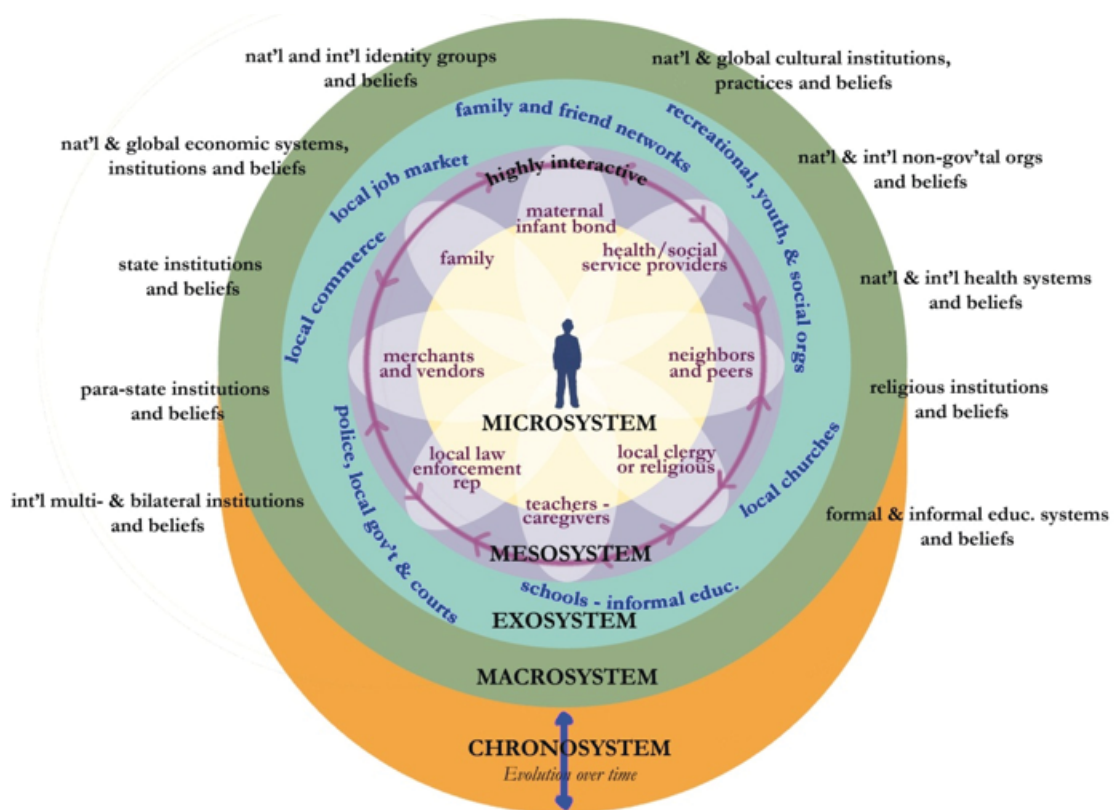 nat'l and int'l identity groups
and beliefs
nat'l & global cultural institutions,
practices and beliefs
nat'l & global economic systems,
institutions and beliefs
nat'l & int'l non-gov'tal orgs
and beliefs
state institutions
and beliefs
nat'l & int'l health systems
and beliefs
para-state institutions
and beliefs
religious institutions
and beliefs
int'l multi- & bilateral institutions
and beliefs
formal & informal educ. systems
and beliefs
family and friend networks
recreational, youth, & social orgs
local job market
local commerce
police, local gov't & courts
local churches
schools - informal educ.
highly interactive
maternal
infant bond
family
health/social
service providers
merchants
and vendors
neighbors
and peers
MICROSYSTEM
local law
enforcement
rep
local clergy
or religious
teachers -
caregivers
MESOSYSTEM
EXOSYSTEM
MACROSYSTEM
CHRONOSYSTEM
Evolution over time